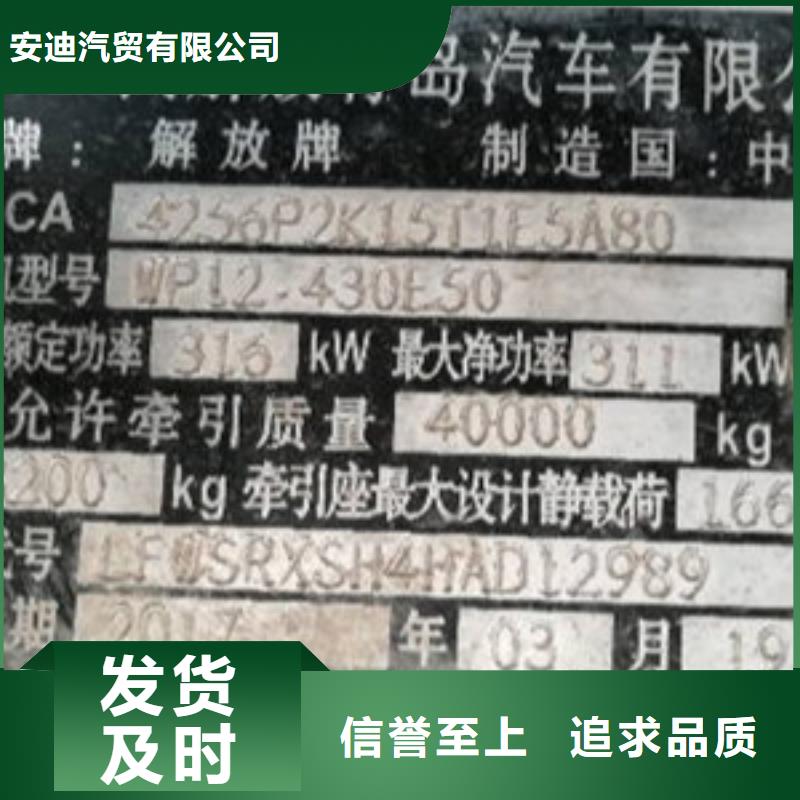 安迪汽贸有限公司
岛汽车有限公
牌：解放牌 制造国：中
CA 4256P2K15T1E5A80
型号 WP12.430E50
额定功率 316 kW 最大净功率 311 kW
允许牵引质量 40000 kg
200 kg 牵引座最大设计静载荷 166
号 LFWSRXSH4HAD12989
期 2017 年 03 月 19
发货
及时
信誉至上 追求品质